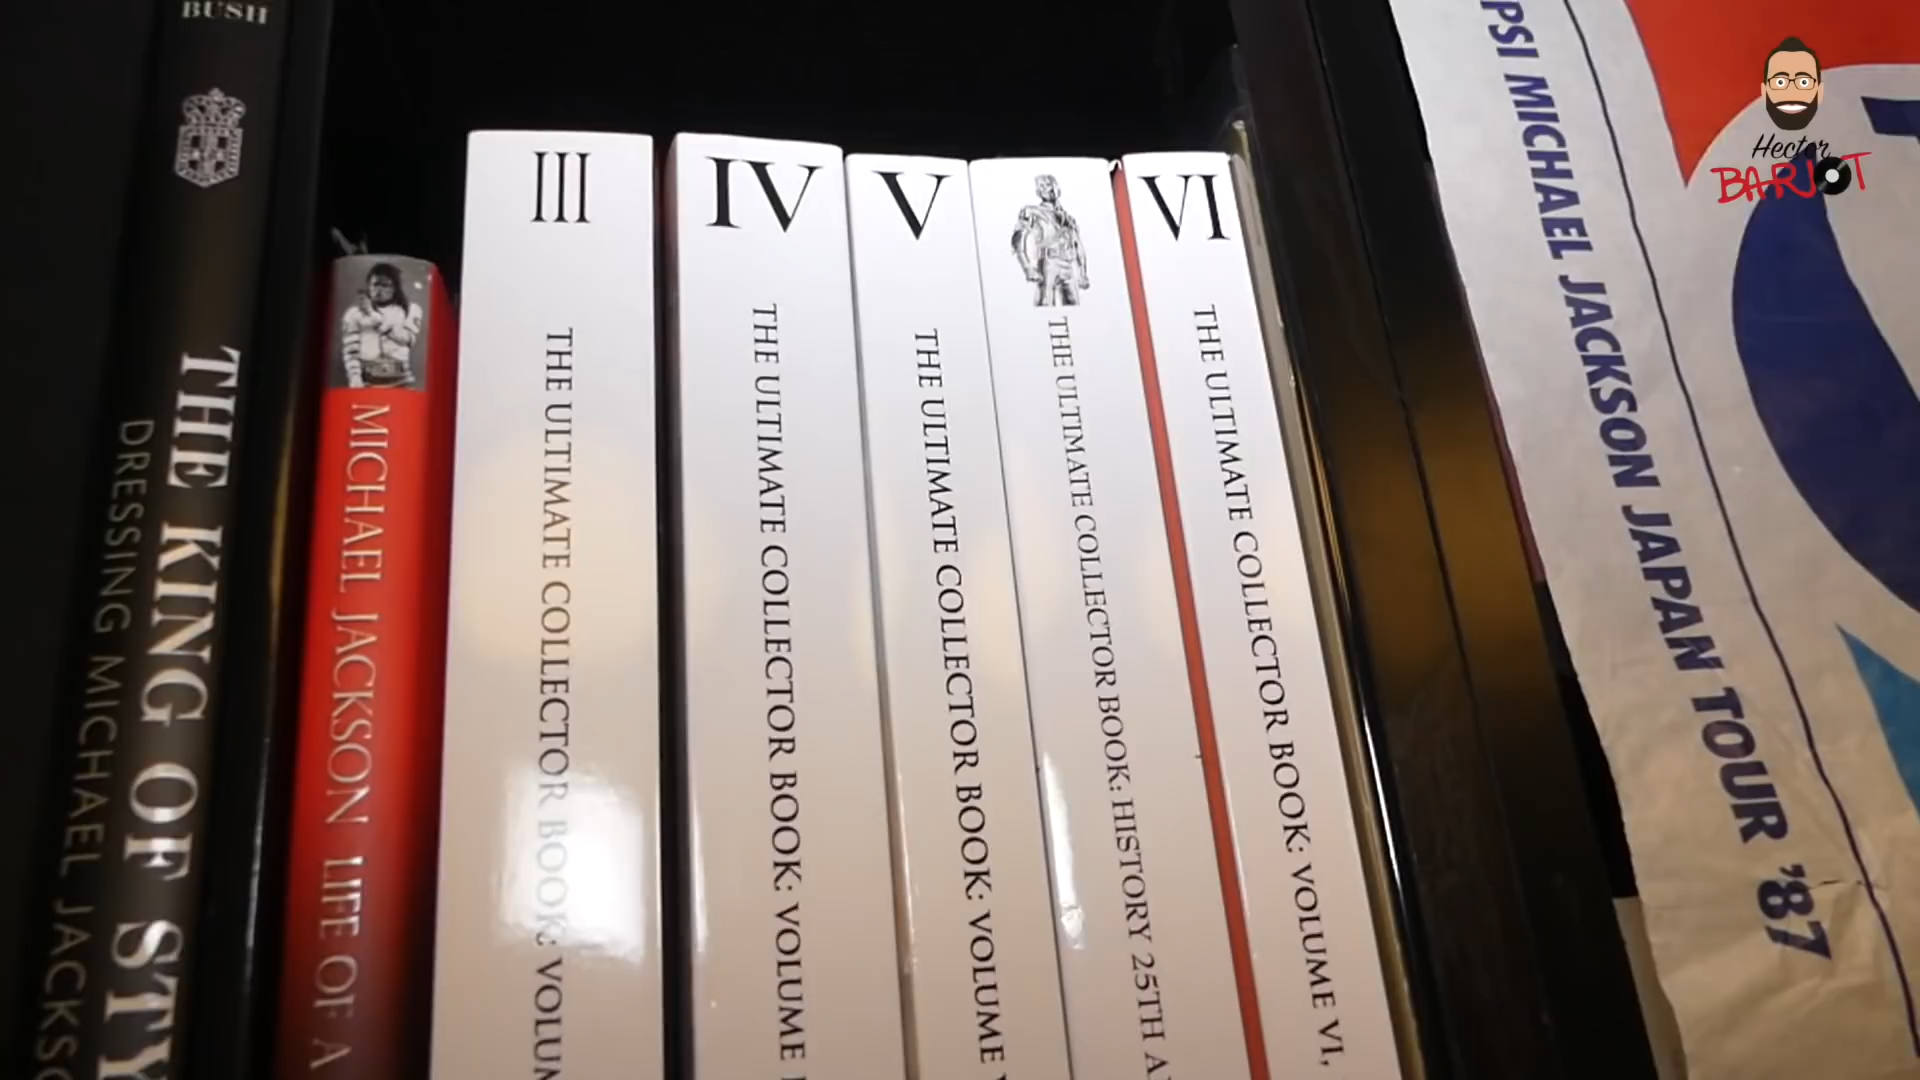 BUSH
THE KING OF STY
DRESSING MICHAEL JACKSO
MICHAEL JACKSON LIFE OF A
III
THE ULTIMATE COLLECTOR BOOK: VOLUM
IV
THE ULTIMATE COLLECTOR BOOK: VOLUME
V
THE ULTIMATE COLLECTOR BOOK: VOLUME
THE ULTIMATE COLLECTOR BOOK: HISTORY 25TH
VI
THE ULTIMATE COLLECTOR BOOK: VOLUME VI,
PSI MICHAEL JACKSON JAPAN TOUR '87
Hector
BARJOT